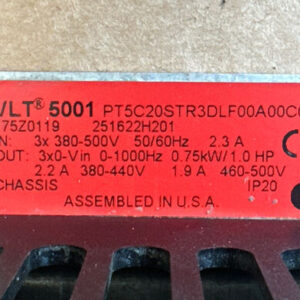 VLT® 5001 PT5C20STR3DLF00A00C0
175Z0119 251622H201
IN: 3x 380-500V 50/60Hz 2.3 A
OUT: 3x0-Vin 0-1000Hz 0.75kW/1.0 HP
2.2 A 380-440V 1.9 A 460-500V
CHASSIS IP20
ASSEMBLED IN U.S.A.